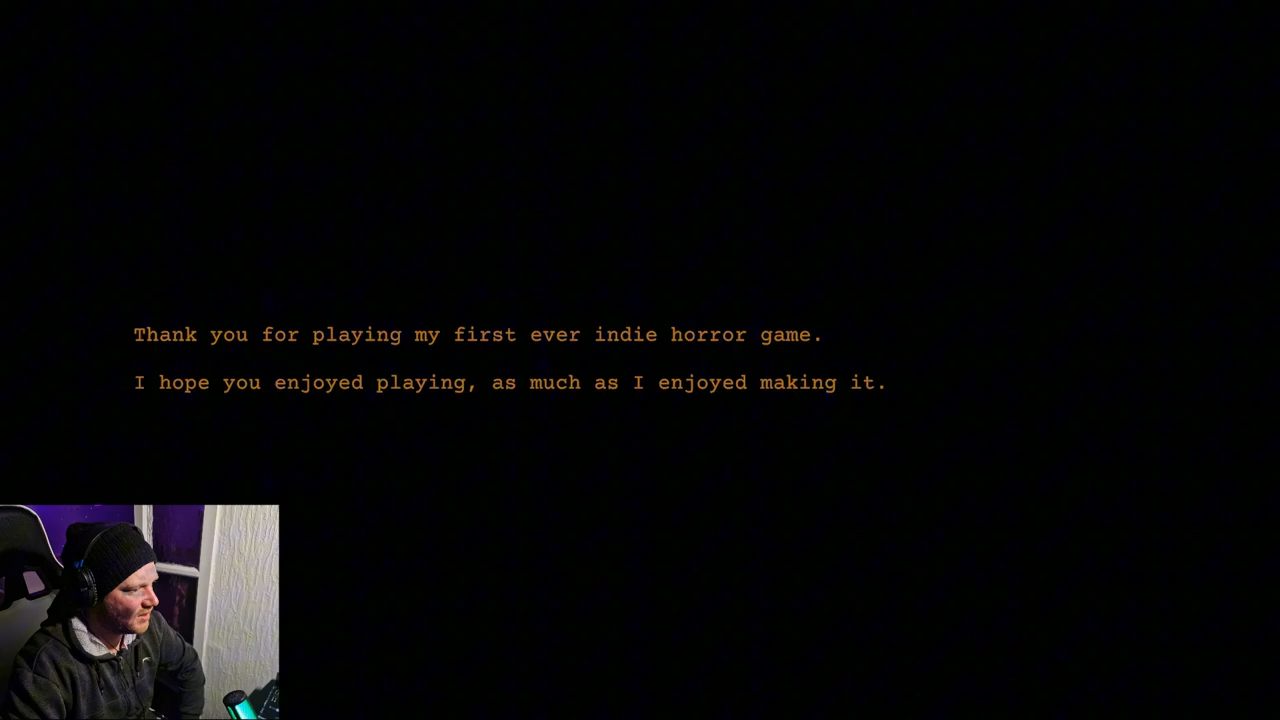 Thank you for playing my first ever indie horror game.
I hope you enjoyed playing, as much as I enjoyed making it.